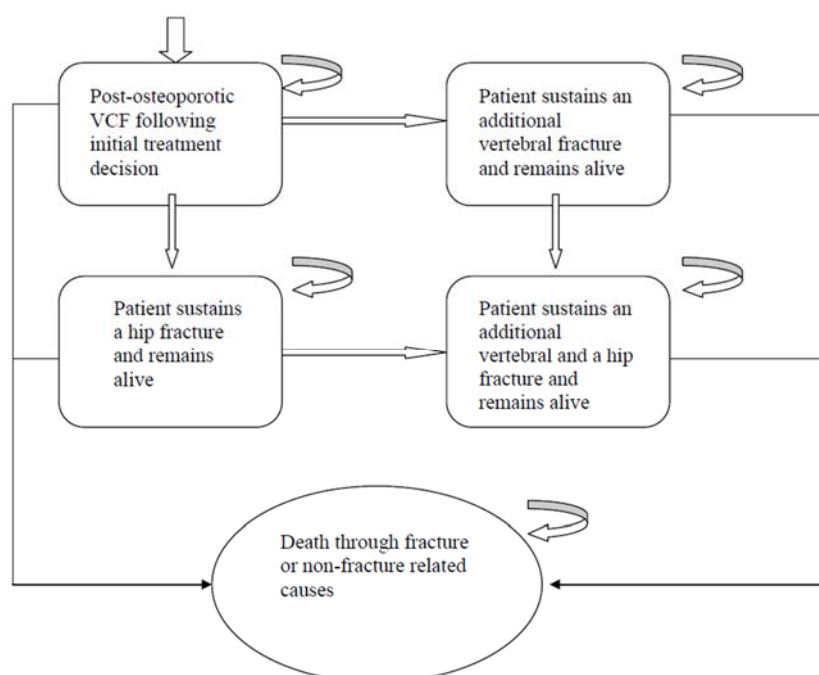 Post-osteoporotic
VCF following
initial treatment
decision
Patient sustains an
additional
vertebral fracture
and remains alive
Patient sustains
a hip fracture
and remains
alive
Patient sustains an
additional
vertebral and a hip
fracture and
remains alive
Death through fracture
or non-fracture related
causes